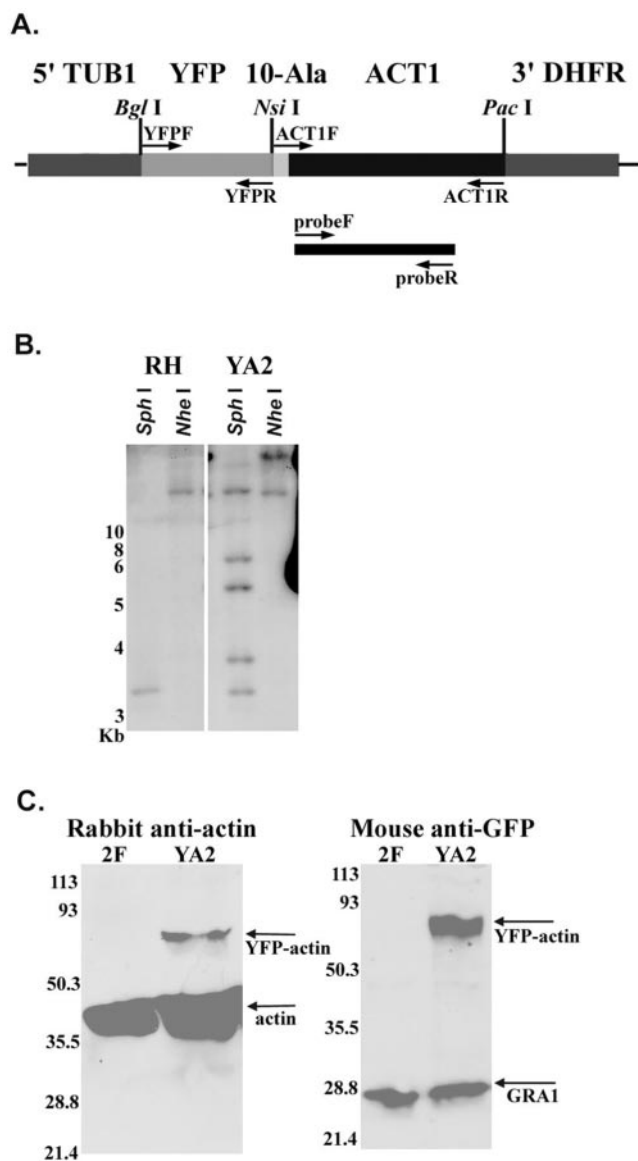 A.
5' TUB1 YFP 10-Ala ACT1 3' DHFR
Bgl I Nsi I Pac I
YFPF ACT1F
YFPR ACT1R
probeF
probeR
B.
RH YA2
Sph I Nhe I Sph I Nhe I
10
8
6
5
4
3
Kb
C.
Rabbit anti-actin Mouse anti-GFP
2F YA2 2F YA2
113 113
93 93
YFP-actin YFP-actin
50.3 50.3
actin
35.5 35.5
28.8 28.8
GRA1
21.4 21.4